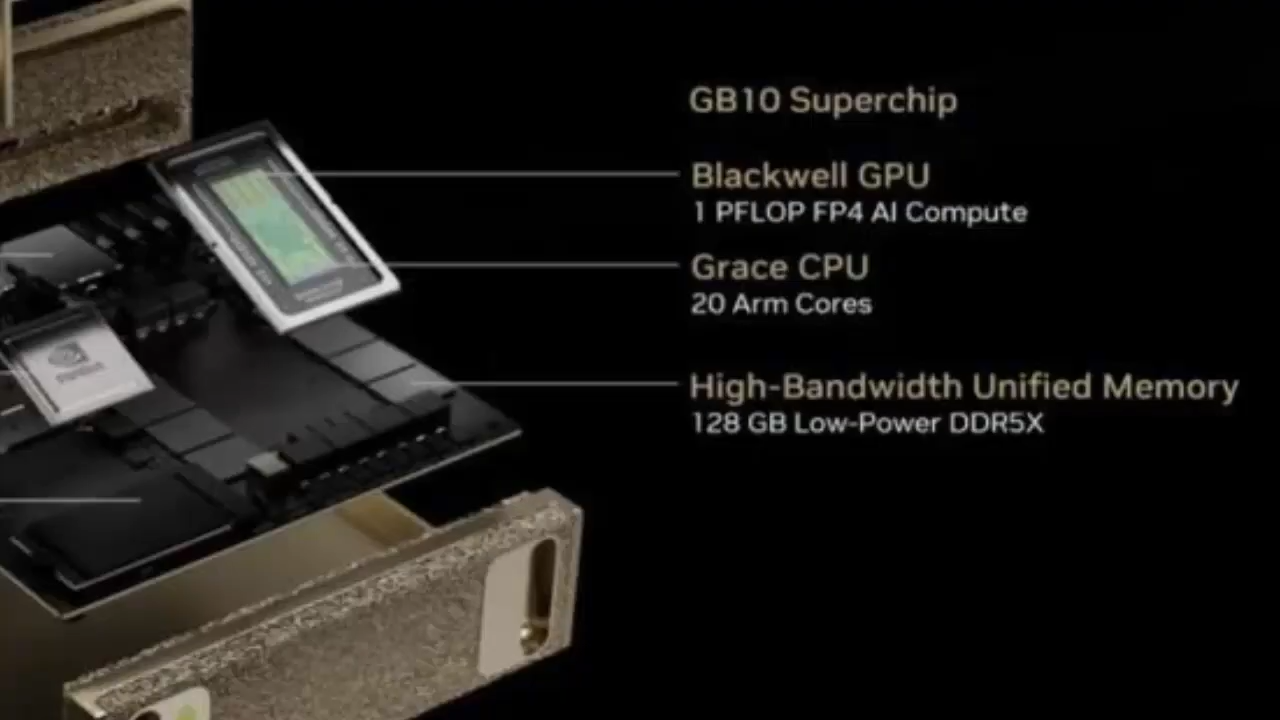 GB10 Superchip
Blackwell GPU
1 PFLOP FP4 AI Compute
Grace CPU
20 Arm Cores
High-Bandwidth Unified Memory
128 GB Low-Power DDR5X